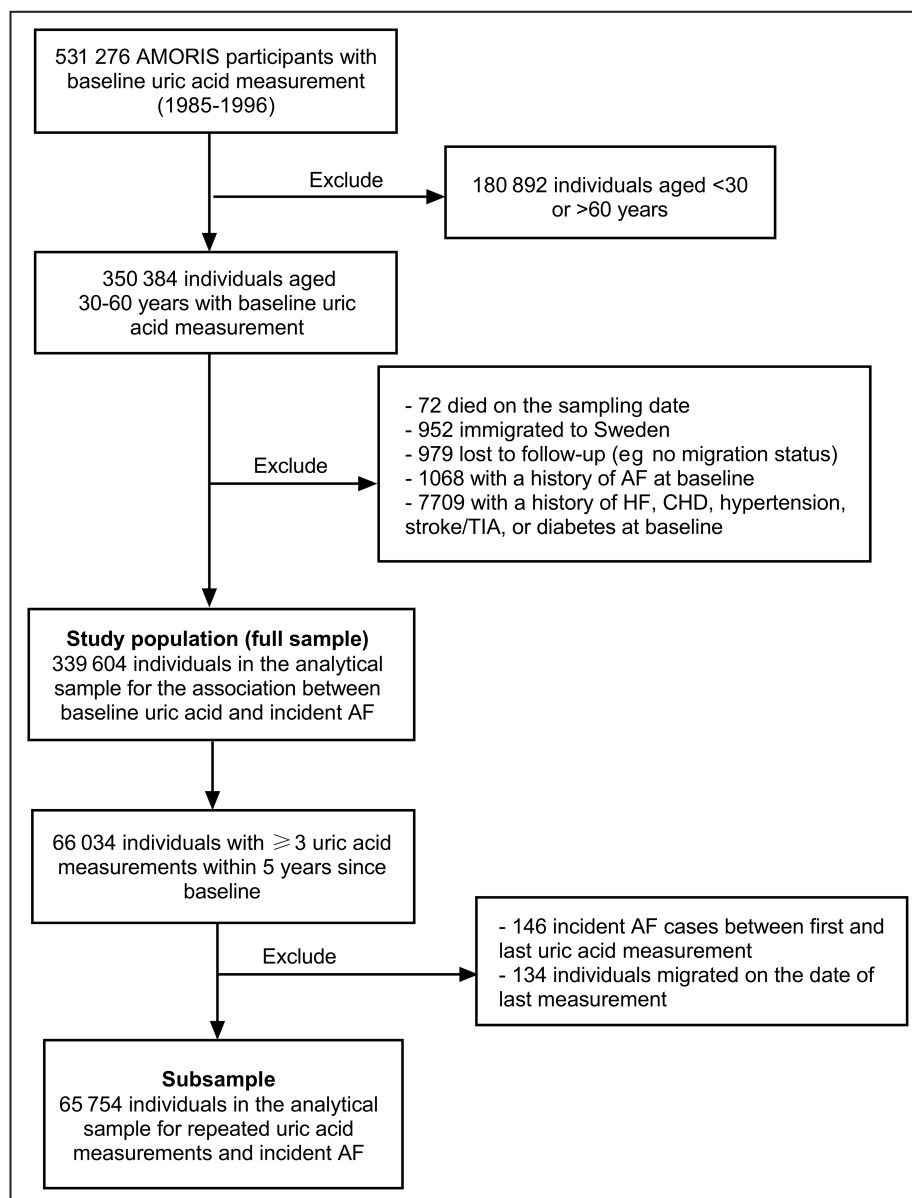 531 276 AMORIS participants with
baseline uric acid measurement
(1985-1996)
Exclude
180 892 individuals aged <30
or >60 years
350 384 individuals aged
30-60 years with baseline uric
acid measurement
Exclude
- 72 died on the sampling date
- 952 immigrated to Sweden
- 979 lost to follow-up (eg no migration status)
- 1068 with a history of AF at baseline
- 7709 with a history of HF, CHD, hypertension,
stroke/TIA, or diabetes at baseline
Study population (full sample)
339 604 individuals in the analytical
sample for the association between
baseline uric acid and incident AF
66 034 individuals with ⩾ 3 uric acid
measurements within 5 years since
baseline
Exclude
- 146 incident AF cases between first and
last uric acid measurement
- 134 individuals migrated on the date of
last measurement
Subsample
65 754 individuals in the analytical
sample for repeated uric acid
measurements and incident AF